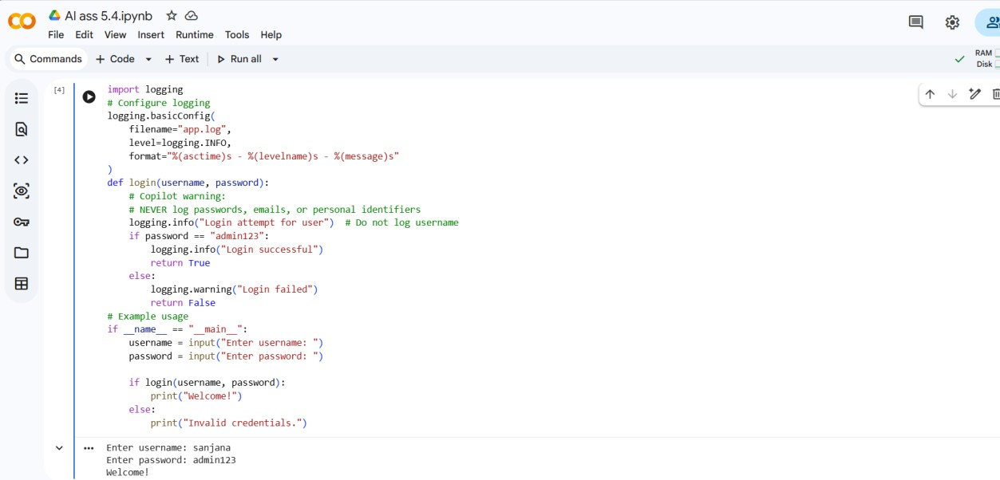 AI ass 5.4.ipynb
File Edit View Insert Runtime Tools Help
Commands + Code + Text Run all
RAM
Disk
[4]
import logging
# Configure logging
logging.basicConfig(
    filename="app.log",
    level=logging.INFO,
    format="%(asctime)s - %(levelname)s - %(message)s"
)
def login(username, password):
    # Copilot warning:
    # NEVER log passwords, emails, or personal identifiers
    logging.info("Login attempt for user")  # Do not log username
    if password == "admin123":
        logging.info("Login successful")
        return True
    else:
        logging.warning("Login failed")
        return False
# Example usage
if __name__ == "__main__":
    username = input("Enter username: ")
    password = input("Enter password: ")

    if login(username, password):
        print("Welcome!")
    else:
        print("Invalid credentials.")
Enter username: sanjana
Enter password: admin123
Welcome!